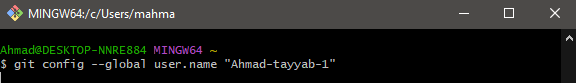 MINGW64:/c/Users/mahma
Ahmad@DESKTOP-NNRE884 MINGW64 ~
$ git config --global user.name "Ahmad-tayyab-1"